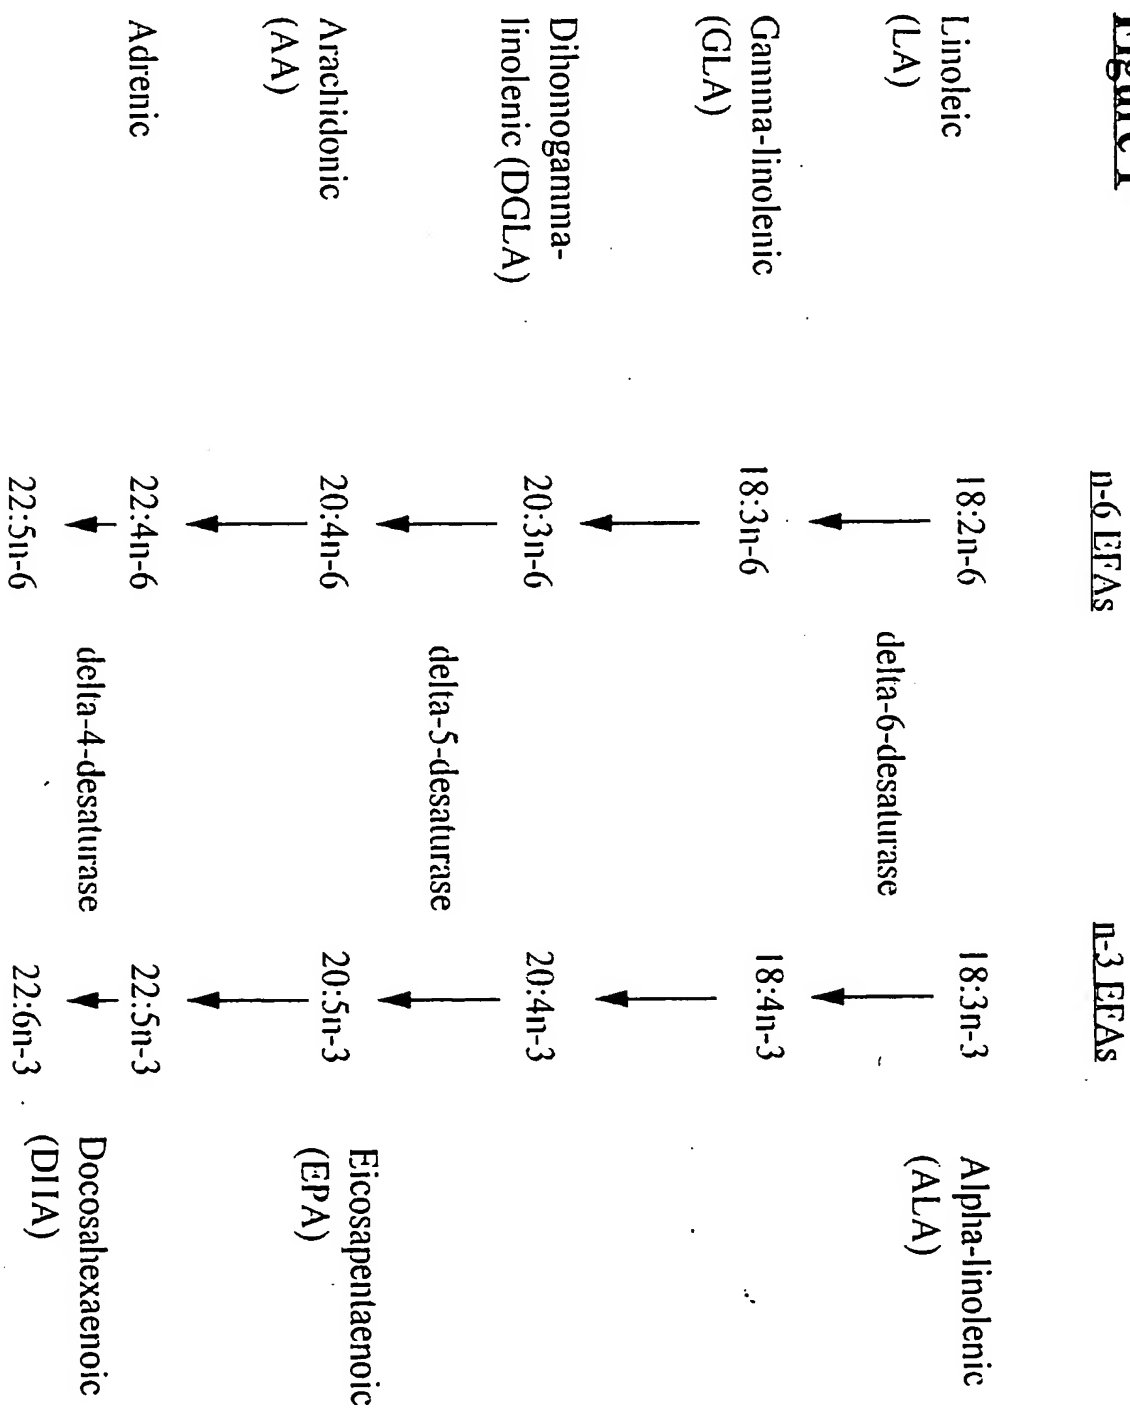 Figure 1
n-6 EFAs
n-3 EFAs
Linoleic
(LA)
18:2n-6
18:3n-3
Alpha-linolenic
(ALA)
delta-6-desaturase
Gamma-linolenic
(GLA)
18:3n-6
18:4n-3
Dihomogamma-
linolenic (DGLA)
20:3n-6
20:4n-3
delta-5-desaturase
Arachidonic
(AA)
20:4n-6
20:5n-3
Eicosapentaenoic
(EPA)
Adrenic
22:4n-6
22:5n-3
delta-4-desaturase
22:5n-6
22:6n-3
Docosahexaenoic
(DHA)